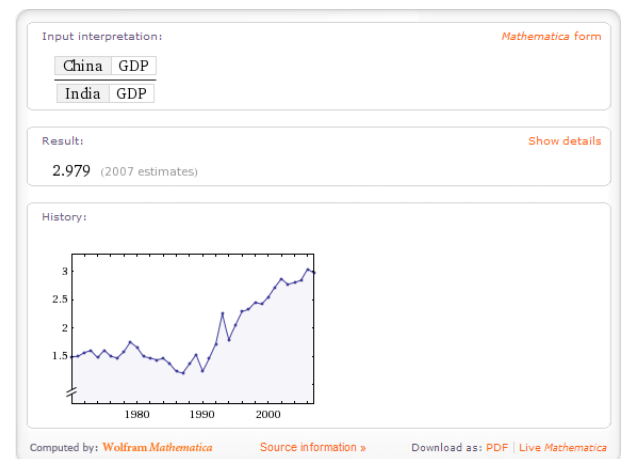 Input interpretation: Mathematica form
China GDP
India GDP
Result: Show details
2.979 (2007 estimates)
History:
3
2.5
2
1.5
1980 1990 2000
Computed by: Wolfram Mathematica Source information » Download as: PDF | Live Mathematica